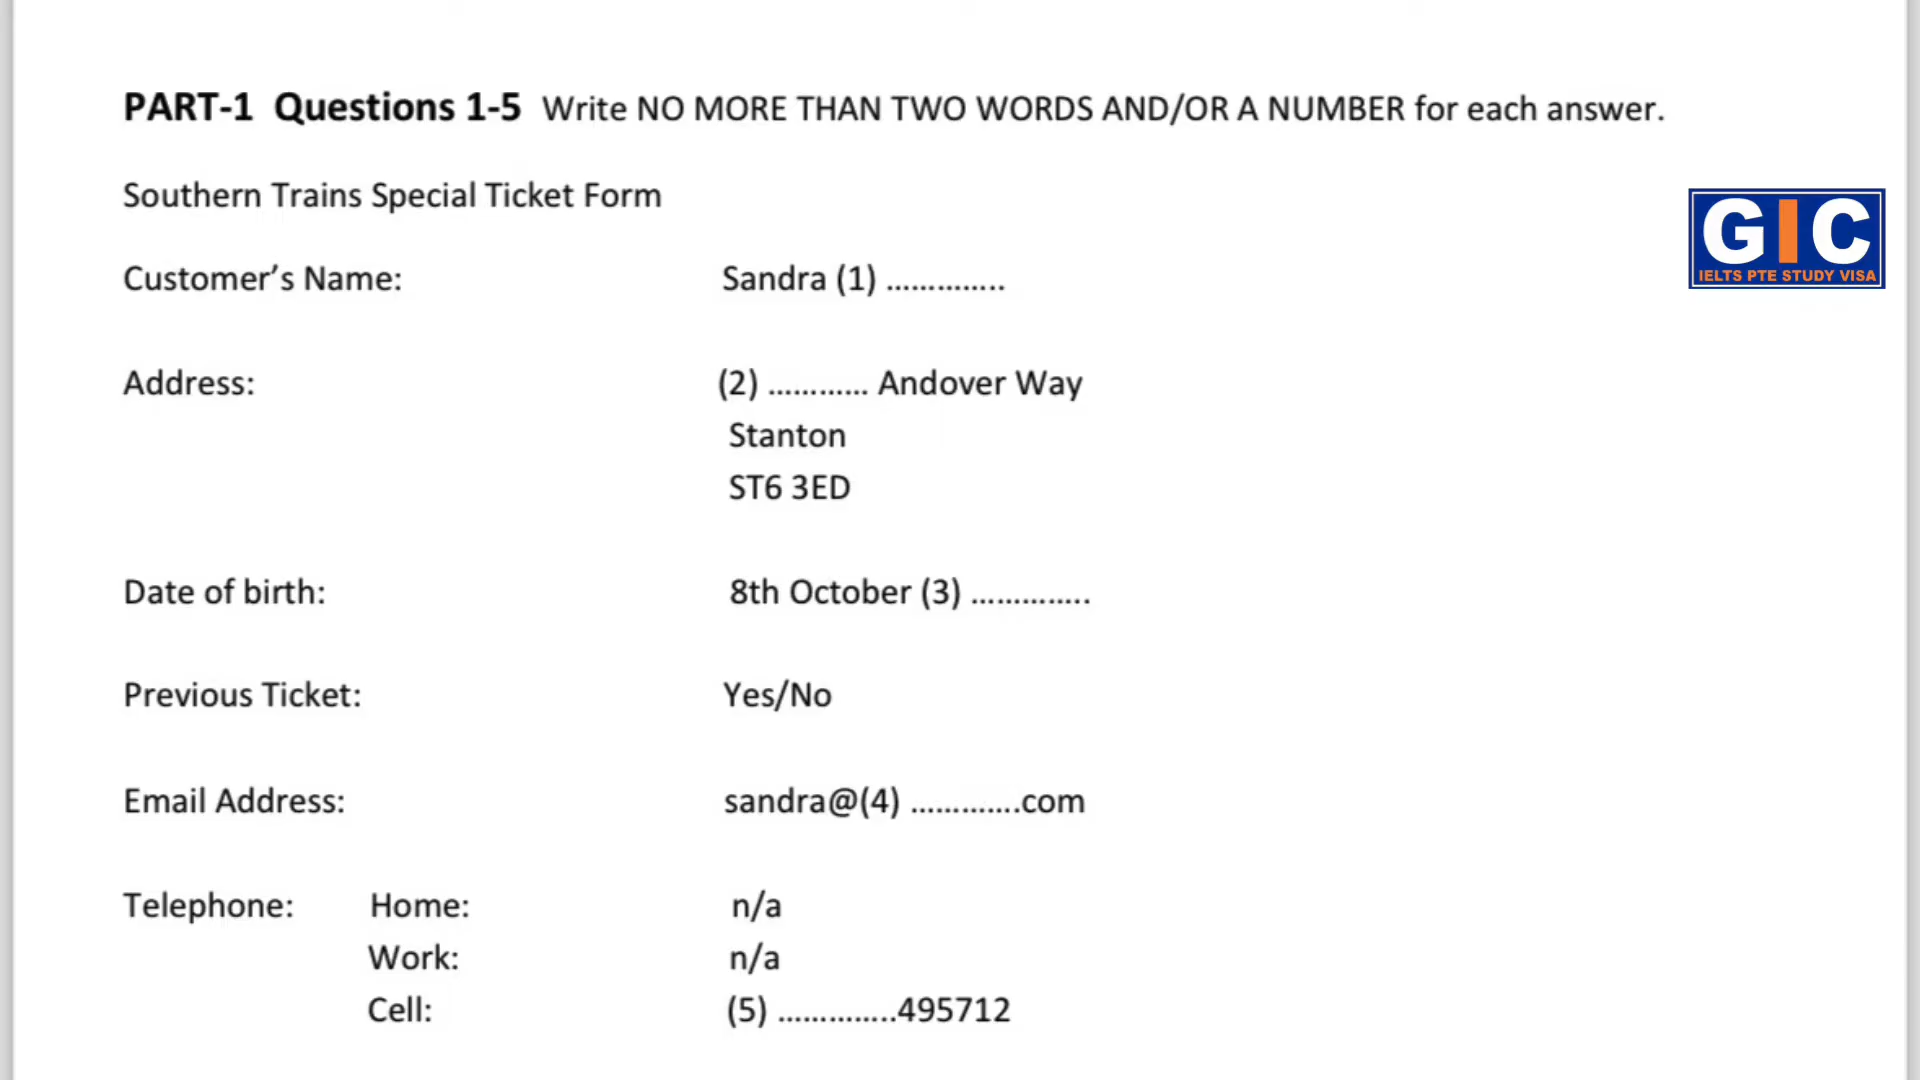 PART-1 Questions 1-5 Write NO MORE THAN TWO WORDS AND/OR A NUMBER for each answer.
Southern Trains Special Ticket Form
GIC
IELTS PTE STUDY VISA
Customer’s Name: Sandra (1) …………..
Address: (2) ………… Andover Way
Stanton
ST6 3ED
Date of birth: 8th October (3) …………..
Previous Ticket: Yes/No
Email Address: sandra@(4) ………….com
Telephone: Home: n/a
Work: n/a
Cell: (5) …………..495712